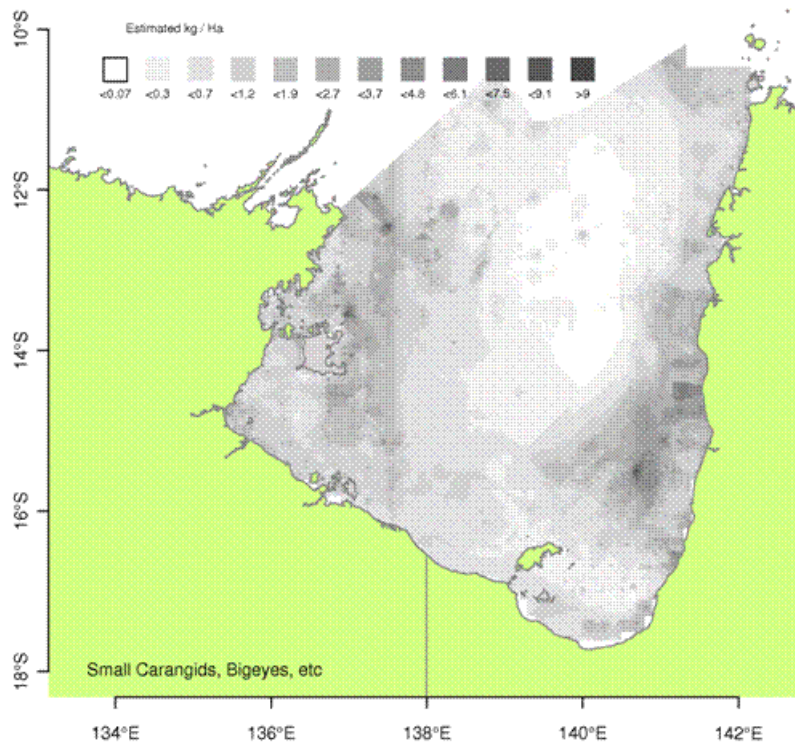 Estimated kg / Ha
<0.07 <0.3 <0.7 <1.2 <1.9 <2.7 <3.7 <4.8 <6.1 <7.5 <9.1 >9
10°S
12°S
14°S
16°S
18°S
Small Carangids, Bigeyes, etc
134°E 136°E 138°E 140°E 142°E